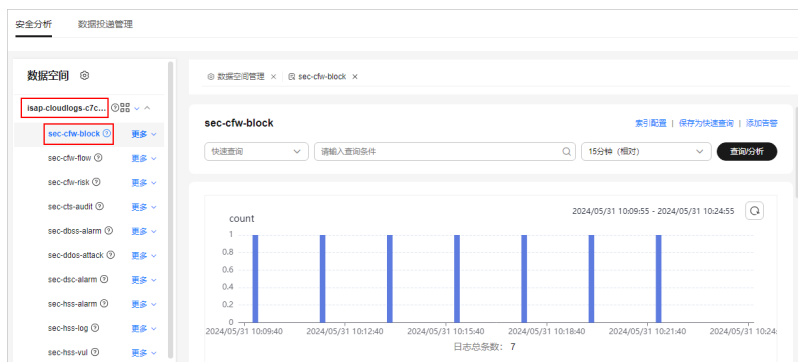 安全分析 数据投递管理
数据空间
isap-cloudlogs-c7c...
sec-cfw-block 更多
sec-cfw-flow 更多
sec-cfw-risk 更多
sec-cts-audit 更多
sec-dbss-alarm 更多
sec-ddos-attack 更多
sec-dsc-alarm 更多
sec-hss-alarm 更多
sec-hss-log 更多
sec-hss-vul 更多
数据空间管理 × sec-cfw-block ×
sec-cfw-block 索引配置 | 保存为快速查询 | 添加告警
快速查询 请输入查询条件 15分钟（相对） 查询/分析
count 2024/05/31 10:09:55 - 2024/05/31 10:24:55
1
0.8
0.6
0.4
0.2
0
2024/05/31 10:09:40 2024/05/31 10:12:40 2024/05/31 10:15:40 2024/05/31 10:18:40 2024/05/31 10:21:40 2024/05/31 10:24:
日志总条数： 7